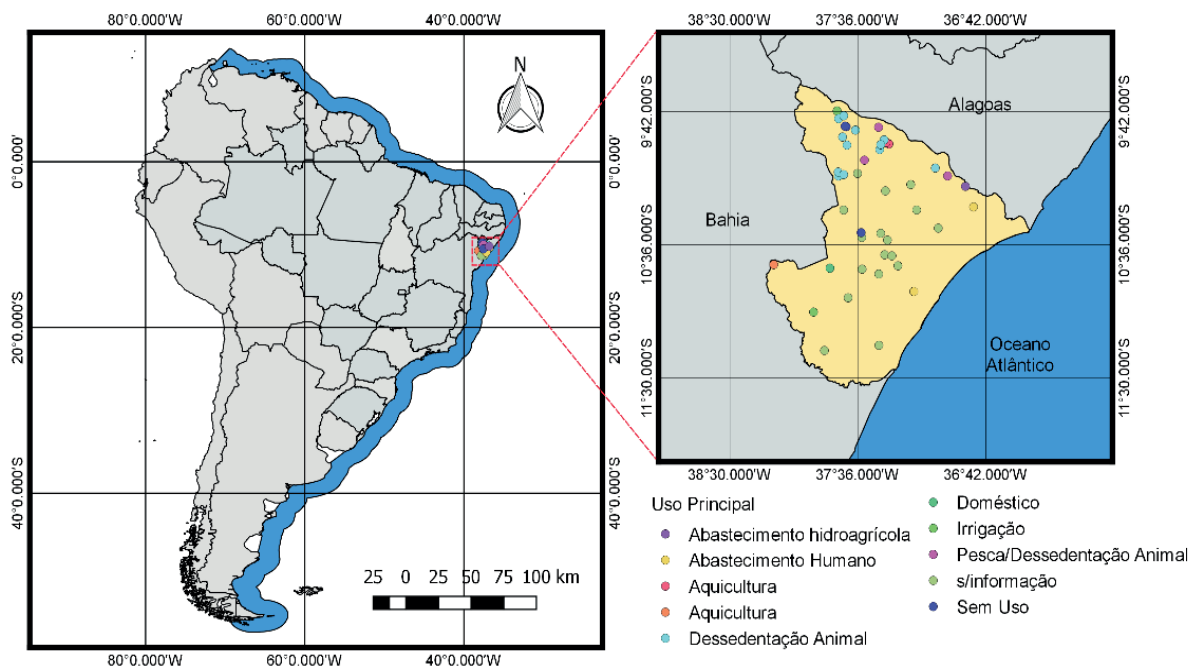 80°0.000'W 60°0.000'W 40°0.000'W
38°30.000'W 37°36.000'W 36°42.000'W
N
0°0.000'
20°0.000'S
40°0.000'S
0°0.000'
20°0.000'S
40°0.000'S
25 0 25 50 75 100 km
80°0.000'W 60°0.000'W 40°0.000'W
9°42.000'S
10°36.000'S
11°30.000'S
Alagoas
Bahia
Oceano
Atlântico
9°42.000'S
10°36.000'S
11°30.000'S
38°30.000'W 37°36.000'W 36°42.000'W
Uso Principal
Abastecimento hidroagrícola
Abastecimento Humano
Aquicultura
Aquicultura
Dessedentação Animal
Doméstico
Irrigação
Pesca/Dessedentação Animal
s/informação
Sem Uso